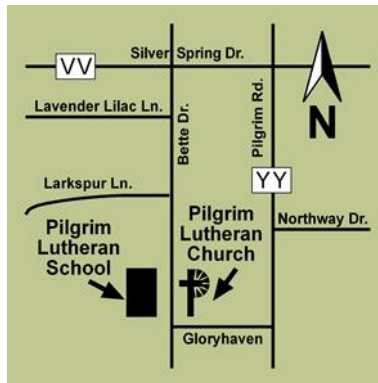 Silver Spring Dr.
VV
Lavender Lilac Ln.
Bette Dr.
Pilgrim Rd.
N
Larkspur Ln.
YY
Pilgrim
Lutheran
School
Pilgrim
Lutheran
Church
Northway Dr.
Gloryhaven